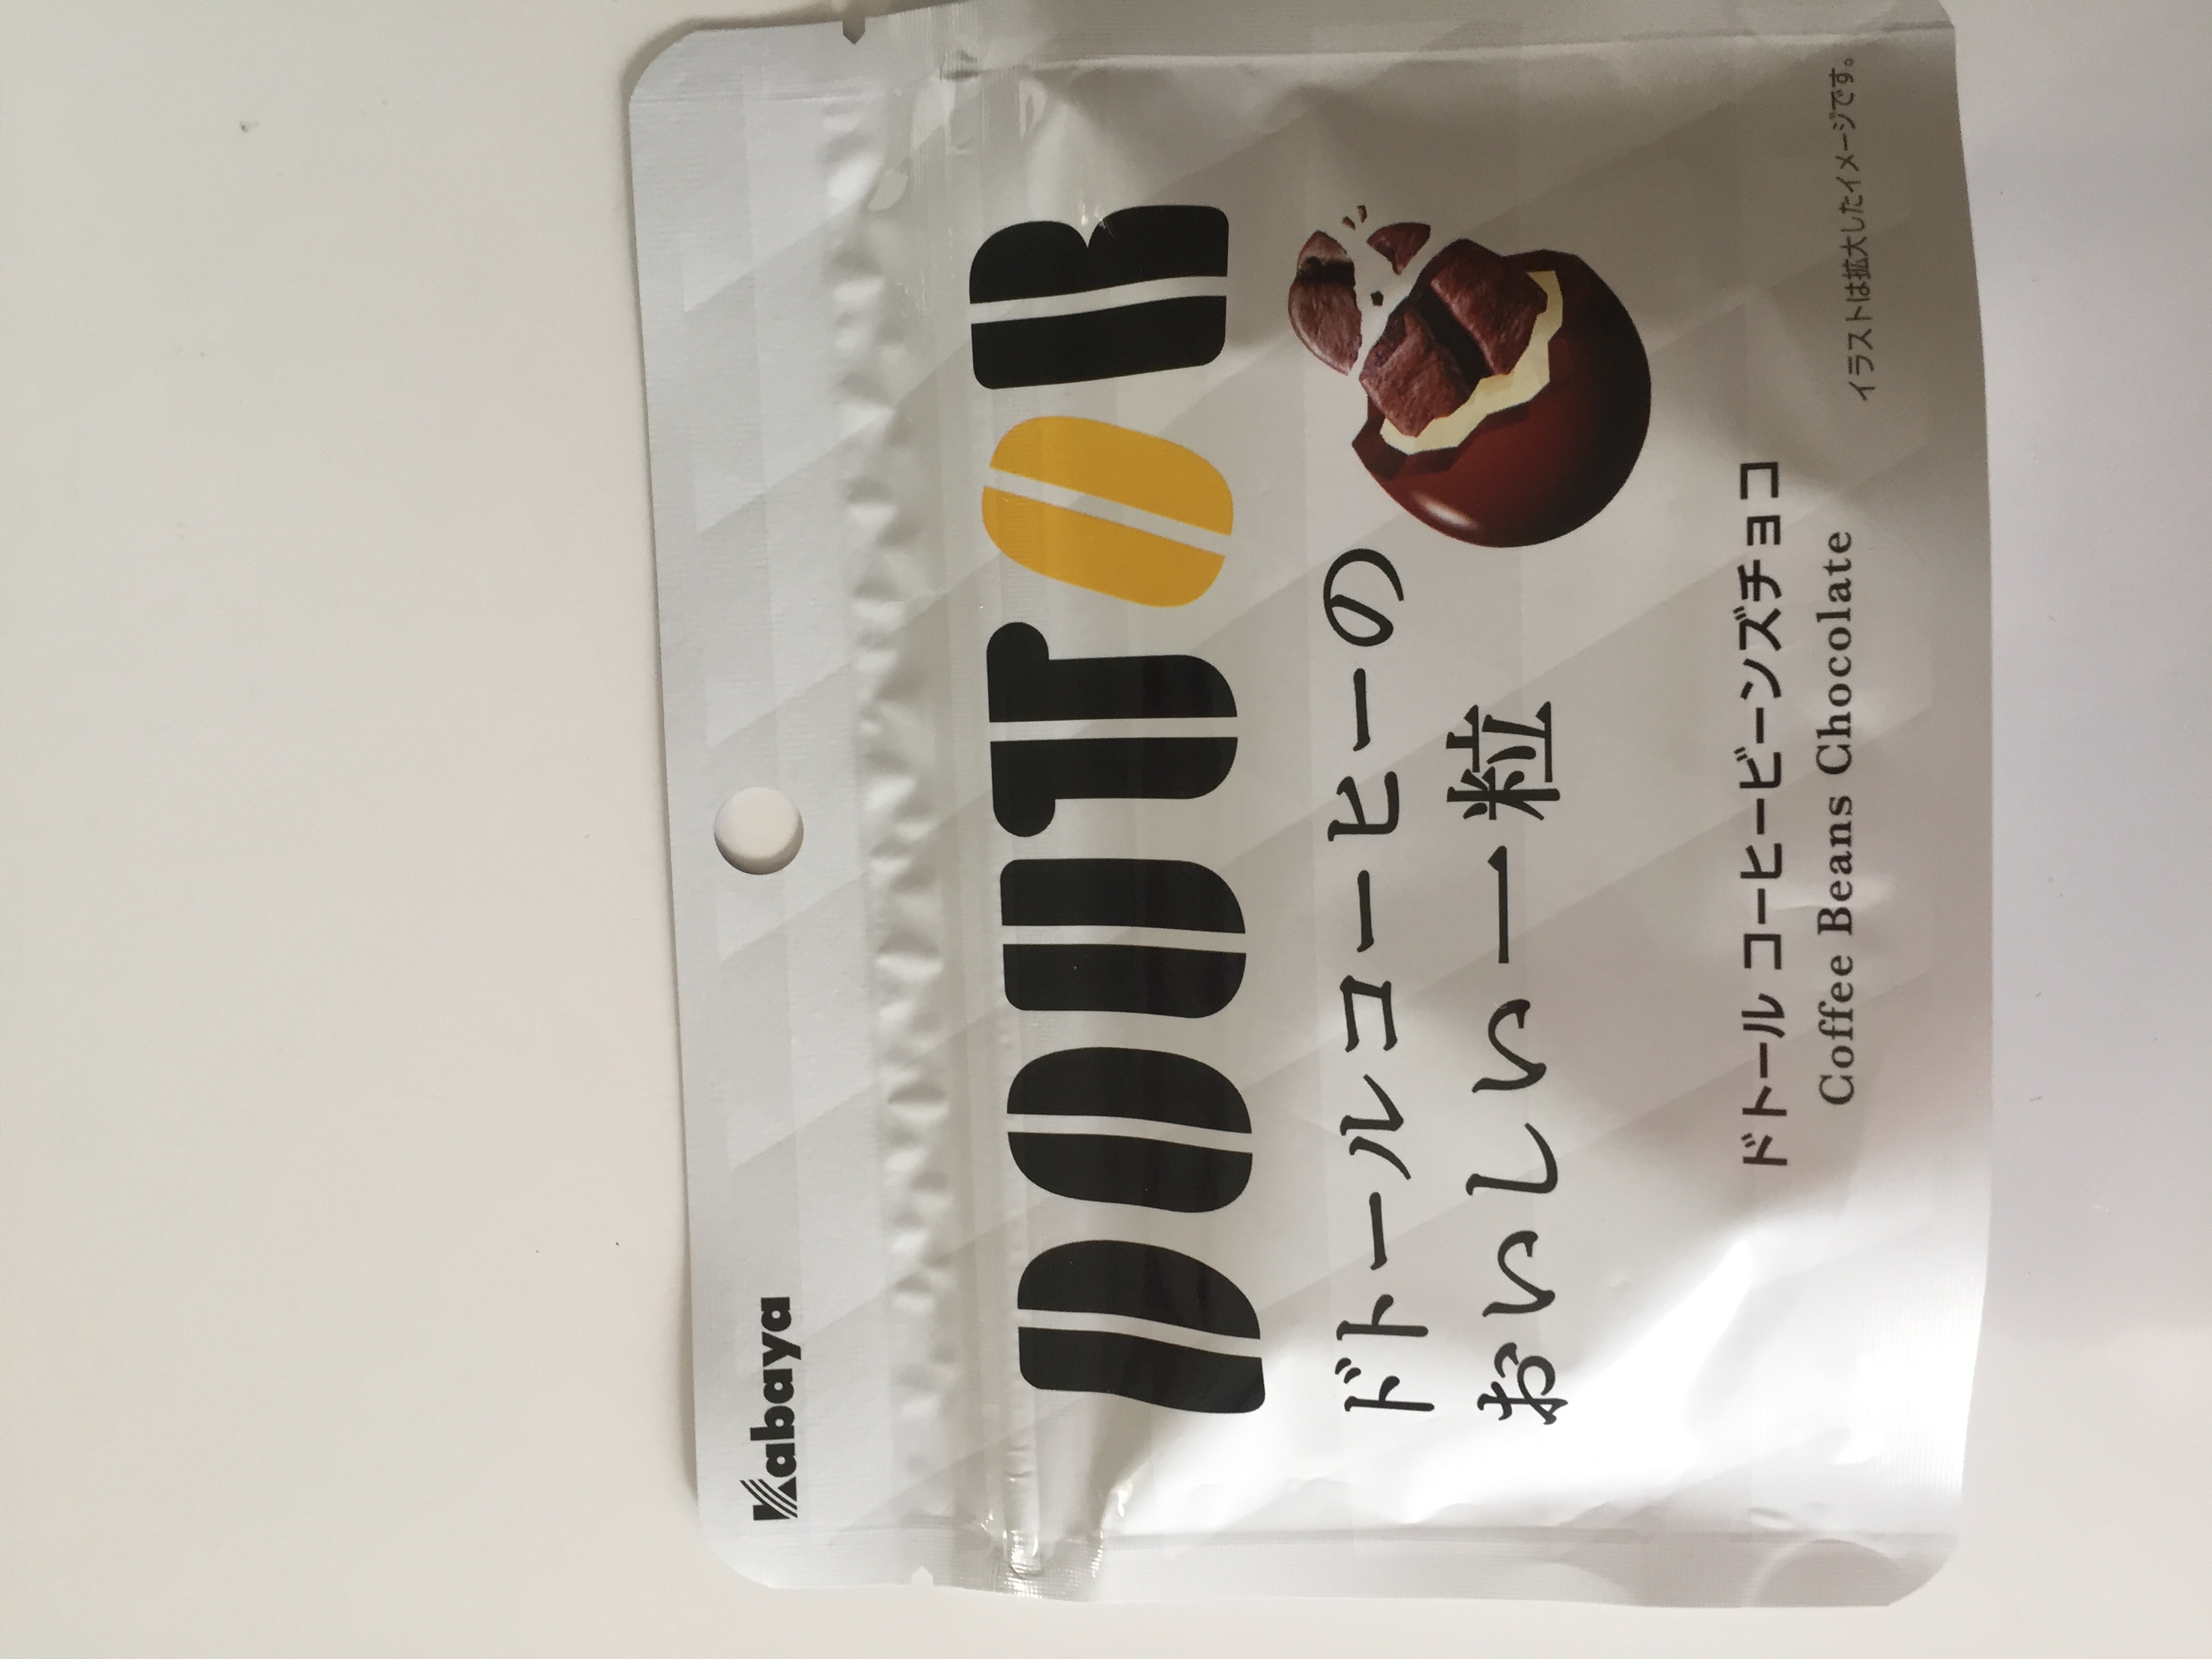 Kabaya
DOUTOR
ドトールコーヒーの
おいしい一粒
ドトール コーヒービーンズチョコ
Coffee Beans Chocolate
イラストは拡大したイメージです。